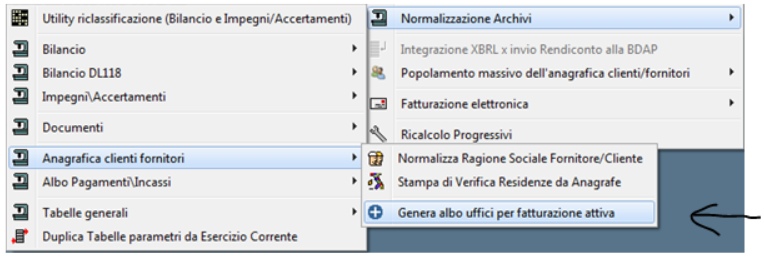 Utility riclassificazione (Bilancio e Impegni/Accertamenti)
Bilancio
Bilancio DL118
Impegni\Accertamenti
Documenti
Anagrafica clienti fornitori
Albo Pagamenti\Incassi
Tabelle generali
Duplica Tabelle parametri da Esercizio Corrente
Normalizzazione Archivi
Integrazione XBRL x invio Rendiconto alla BDAP
Popolamento massivo dell'anagrafica clienti/fornitori
Fatturazione elettronica
Ricalcolo Progressivi
Normalizza Ragione Sociale Fornitore/Cliente
Stampa di Verifica Residenze da Anagrafe
Genera albo uffici per fatturazione attiva